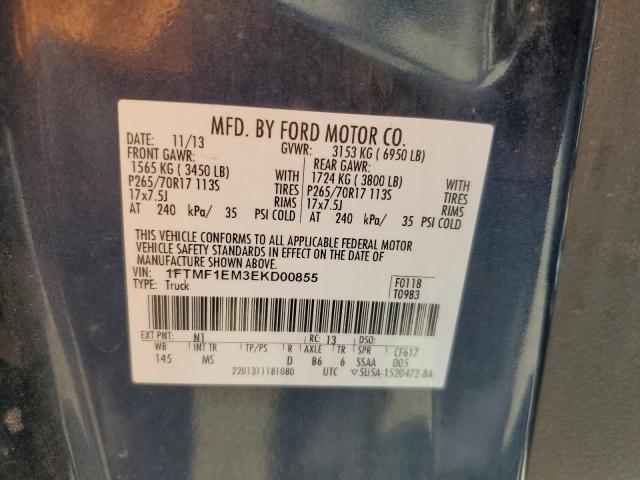 MFD. BY FORD MOTOR CO.
DATE: 11/13 GVWR: 3153 KG (6950 LB)
FRONT GAWR: REAR GAWR:
1565 KG (3450 LB) WITH 1724 KG (3800 LB) WITH
P265/70R17 113S TIRES P265/70R17 113S TIRES
17x7.5J RIMS 17x7.5J RIMS
AT 240 kPa/ 35 PSI COLD AT 240 kPa/ 35 PSI COLD
THIS VEHICLE CONFORMS TO ALL APPLICABLE FEDERAL MOTOR
VEHICLE SAFETY STANDARDS IN EFFECT ON THE DATE OF
MANUFACTURE SHOWN ABOVE.
VIN: 1FTMF1EM3EKD00855 F0118
TYPE: Truck T0983
EXT PNT: N1 RC: 13 DSO:
WB INT TR TP/PS R AXLE TR SPR CF617
145 MS D B6 6 SSAA D05
2201311181080 UTC ▽5U5A-1520472-BA